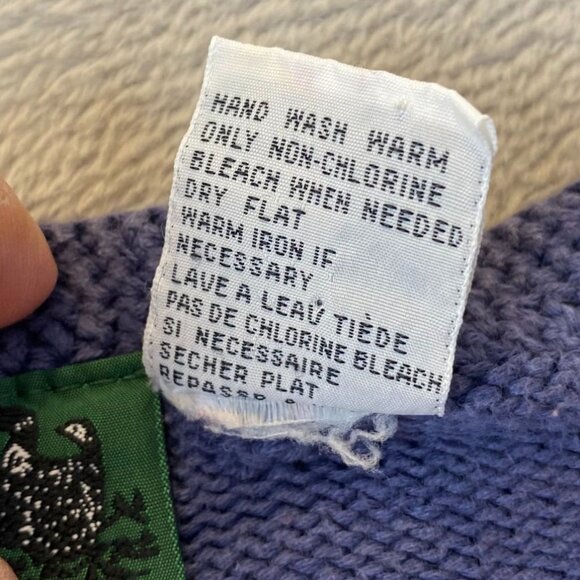 HAND WASH WARM
ONLY NON-CHLORINE
BLEACH WHEN NEEDED
DRY FLAT
WARM IRON IF
NECESSARY
LAVE A LEAU TIÈDE
PAS DE CHLORINE BLEACH
SI NECESSAIRE
SECHER PLAT